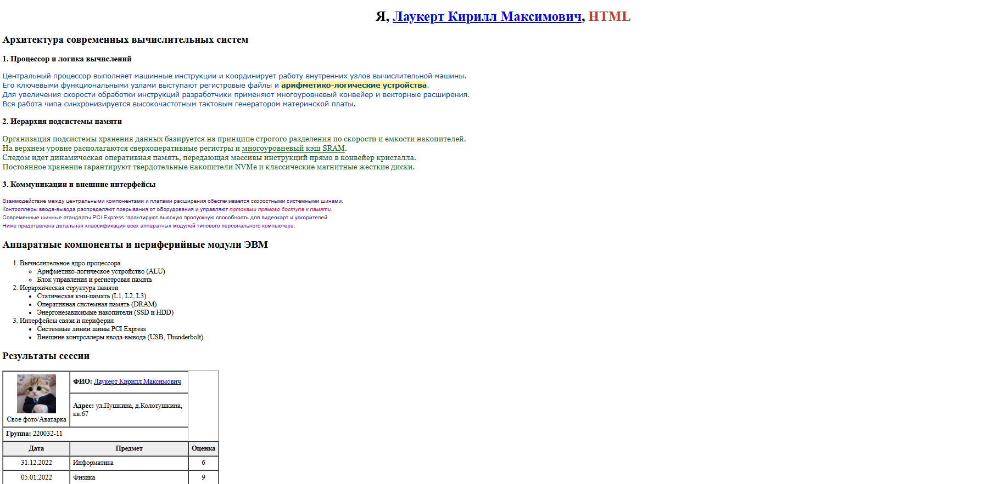 Я, Лаукерт Кирилл Максимович, HTML
Архитектура современных вычислительных систем
1. Процессор и логика вычислений
Центральный процессор выполняет машинные инструкции и координирует работу внутренних узлов вычислительной машины.
Его ключевыми функциональными узлами выступают регистровые файлы и арифметико-логические устройства.
Для увеличения скорости обработки инструкций разработчики применяют многоуровневый конвейер и векторные расширения.
Вся работа чипа синхронизируется высокочастотным тактовым генератором материнской платы.
2. Иерархия подсистемы памяти
Организация подсистемы хранения данных базируется на принципе строгого разделения по скорости и емкости накопителей.
На верхнем уровне располагаются сверхоперативные регистры и многоуровневый кэш SRAM.
Следом идет динамическая оперативная память, передающая массивы инструкций прямо в конвейер кристалла.
Постоянное хранение гарантируют твердотельные накопители NVMe и классические магнитные жесткие диски.
3. Коммуникации и внешние интерфейсы
Взаимодействие между центральными компонентами и платами расширения обеспечивается скоростными системными шинами.
Контроллеры ввода-вывода распределяют прерывания от оборудования и управляют потоками прямого доступа к памяти.
Современные шинные стандарты PCI Express гарантируют высокую пропускную способность для видеокарт и ускорителей.
Ниже представлена детальная классификация всех аппаратных модулей типового персонального компьютера.
Аппаратные компоненты и периферийные модули ЭВМ
1. Вычислительное ядро процессора
Арифметико-логическое устройство (ALU)
Блок управления и регистровая память
2. Иерархическая структура памяти
Статическая кэш-память (L1, L2, L3)
Оперативная системная память (DRAM)
Энергонезависимые накопители (SSD и HDD)
3. Интерфейсы связи и периферия
Системные линии шины PCI Express
Внешние контроллеры ввода-вывода (USB, Thunderbolt)
Результаты сессии
Свое фото/Аватарка
ФИО: Лаукерт Кирилл Максимович
Адрес: ул.Пушкина, д.Колотушкина,
кв.67
Группа: 220032-11
Дата Предмет Оценка
31.12.2022 Информатика 6
05.01.2022 Физика 9